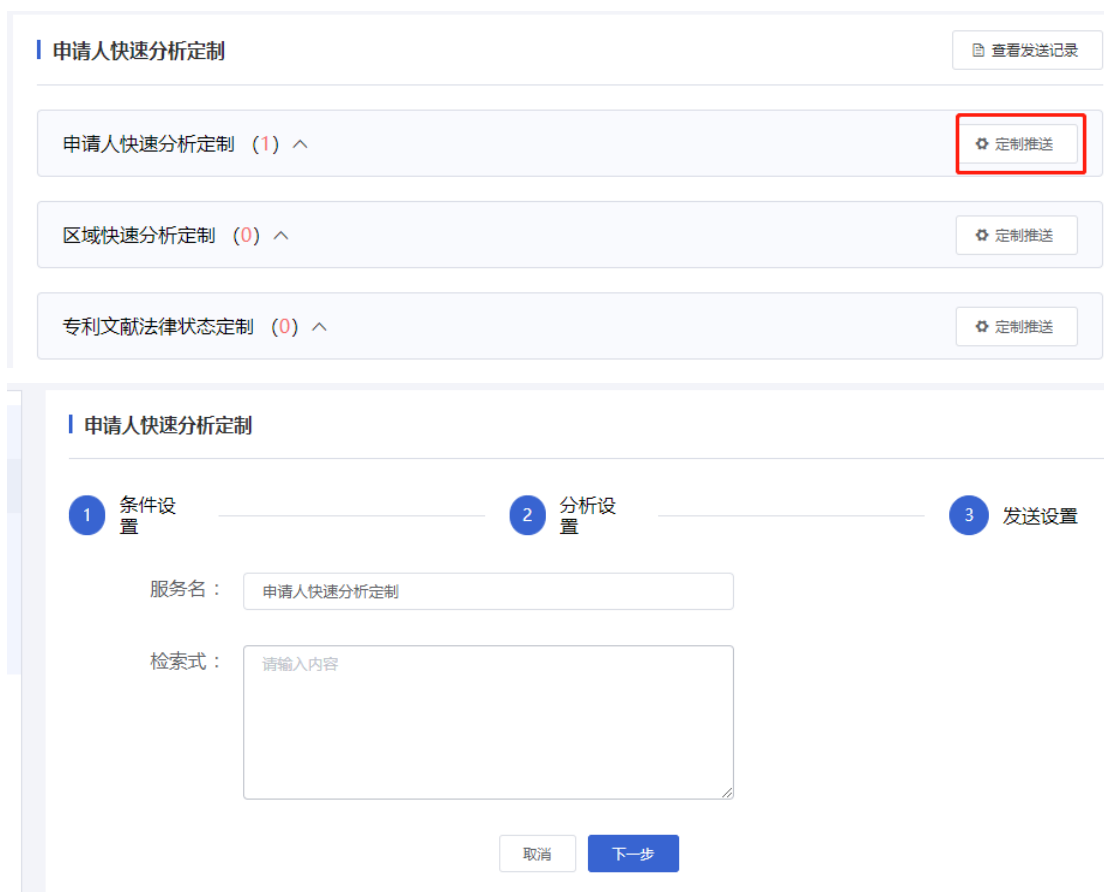 申请人快速分析定制
查看发送记录
申请人快速分析定制 (1)
定制推送
区域快速分析定制 (0)
定制推送
专利文献法律状态定制 (0)
定制推送
申请人快速分析定制
1 条件设
置
2 分析设
置
3 发送设置
服务名：
申请人快速分析定制
检索式：
请输入内容
取消
下一步